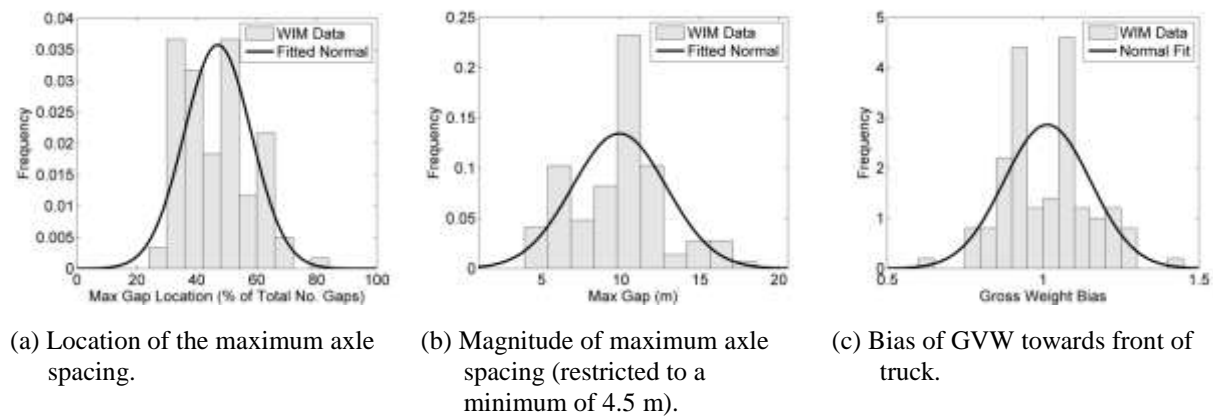 0.04
0.035
0.03
0.025
0.02
0.015
0.01
0.005
0
Frequency
WIM Data
Fitted Normal
0 20 40 60 80 100
Max Gap Location (% of Total No. Gaps)
0.25
0.2
0.15
0.1
0.05
0
Frequency
WIM Data
Fitted Normal
5 10 15 20
Max Gap (m)
5
4
3
2
1
0
Frequency
WIM Data
Normal Fit
0.5 1 1.5
Gross Weight Bias
(a) Location of the maximum axle
spacing.
(b) Magnitude of maximum axle
spacing (restricted to a
minimum of 4.5 m).
(c) Bias of GVW towards front of
truck.